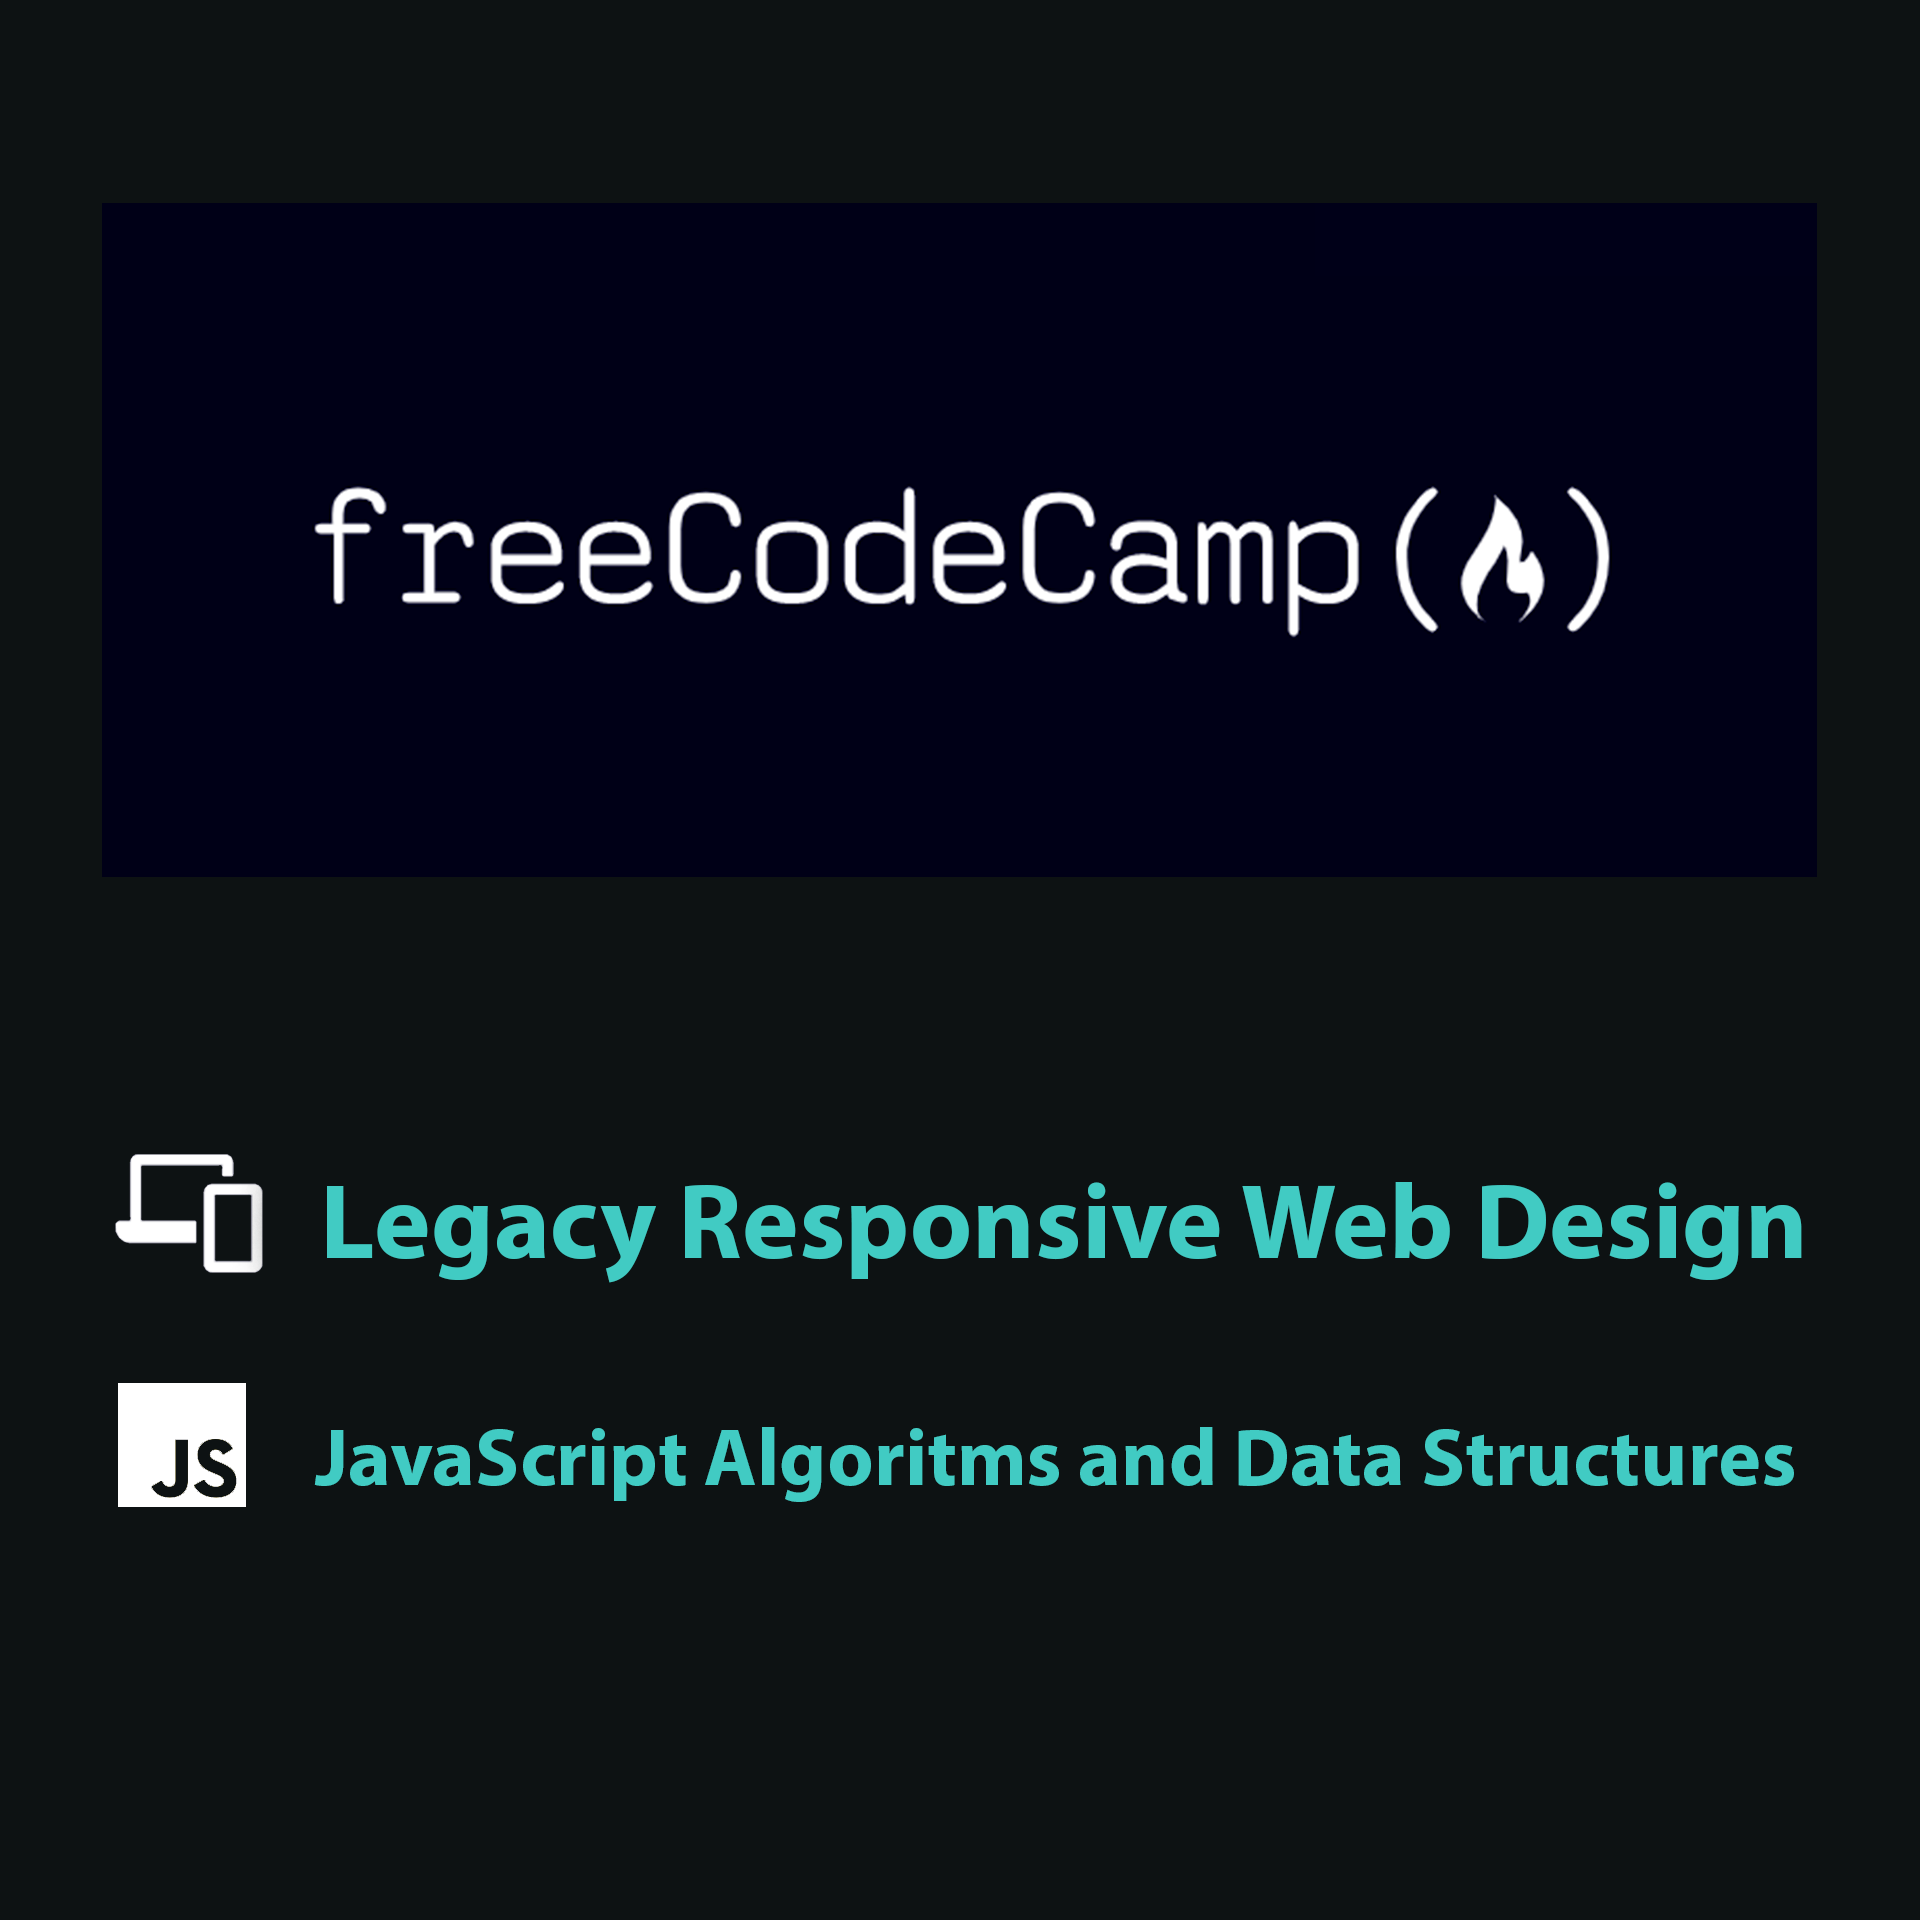 freeCodeCamp( )
Legacy Responsive Web Design
JS
JavaScript Algoritms and Data Structures